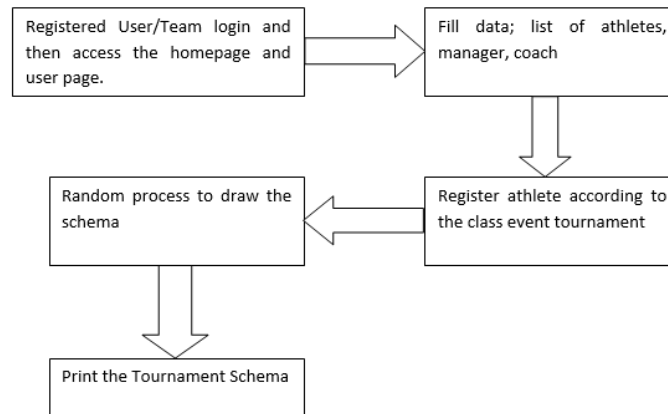 Registered User/Team login and
then access the homepage and
user page.
Fill data; list of athletes,
manager, coach
Register athlete according to
the class event tournament
Random process to draw the
schema
Print the Tournament Schema